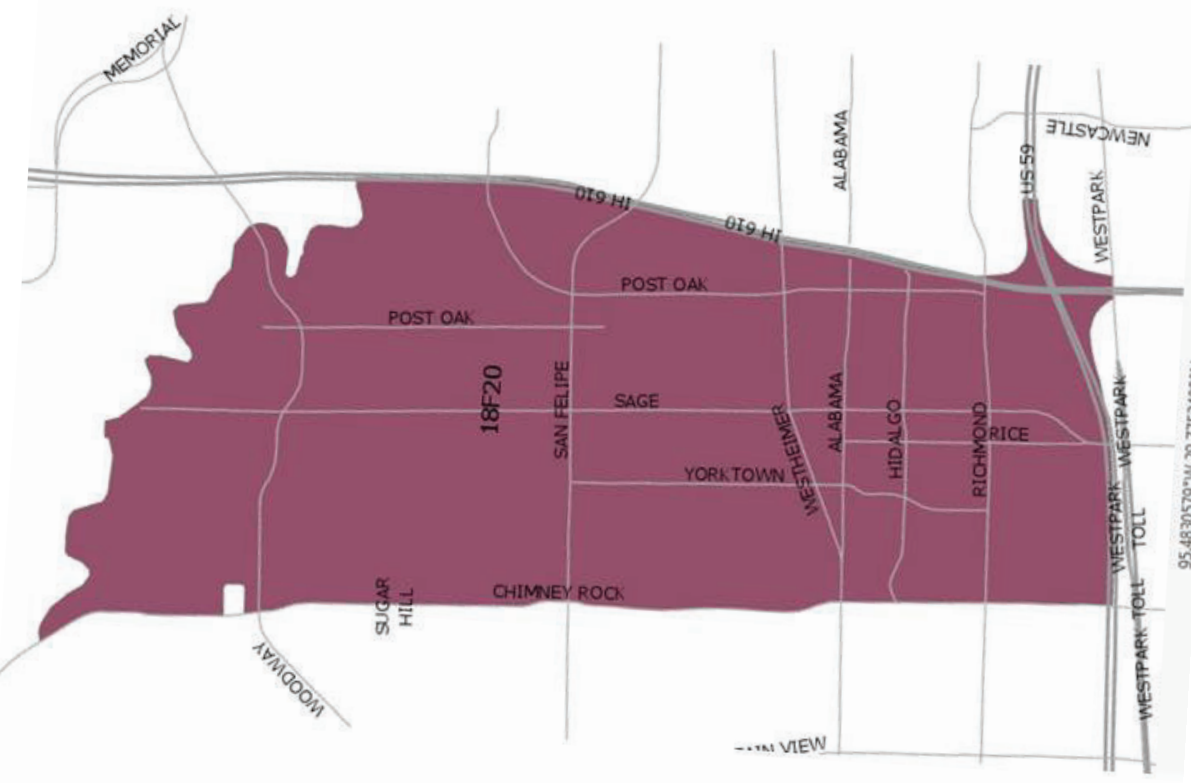 MEMORIAL
ALABAMA
NEWCASTLE
US 59
WESTPARK
IH 610
IH 610
POST OAK
POST OAK
18F20
SAN FELIPE
SAGE
WESTHEIMER
ALABAMA
HIDALGO
RICHMOND
RICE
WESTPARK
YORKTOWN
WESTPARK
TOLL
CHIMNEY ROCK
SUGAR
HILL
WOODWAY
WESTPARK TOLL
VIEW